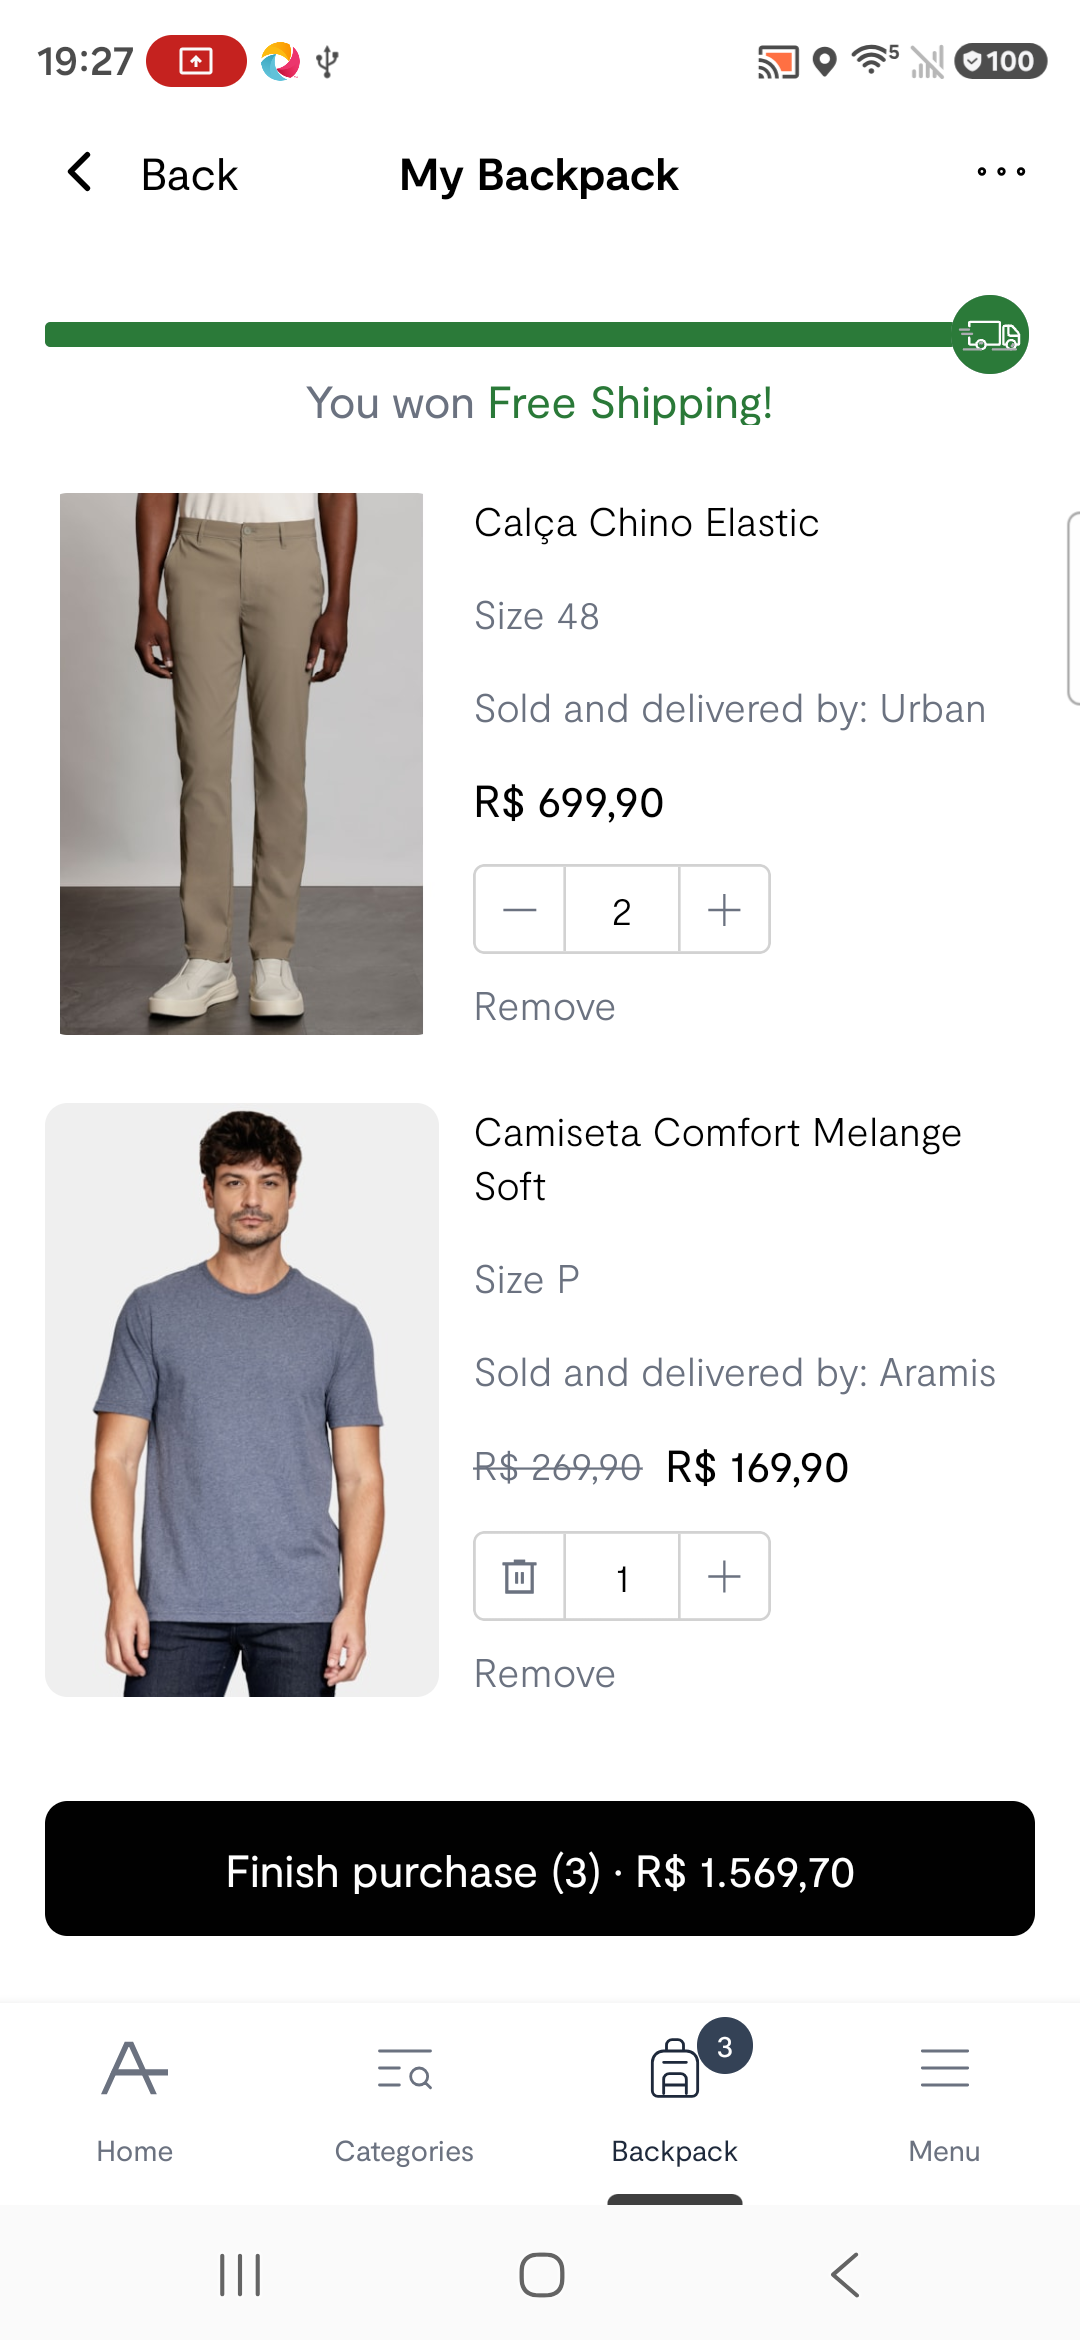 19:27
5
100
Back
My Backpack
You won Free Shipping!
Calça Chino Elastic
Size 48
Sold and delivered by: Urban
R$ 699,90
2
Remove
Camiseta Comfort Melange
Soft
Size P
Sold and delivered by: Aramis
R$ 269,90 R$ 169,90
1
Remove
Finish purchase (3) · R$ 1.569,70
3
Home
Categories
Backpack
Menu